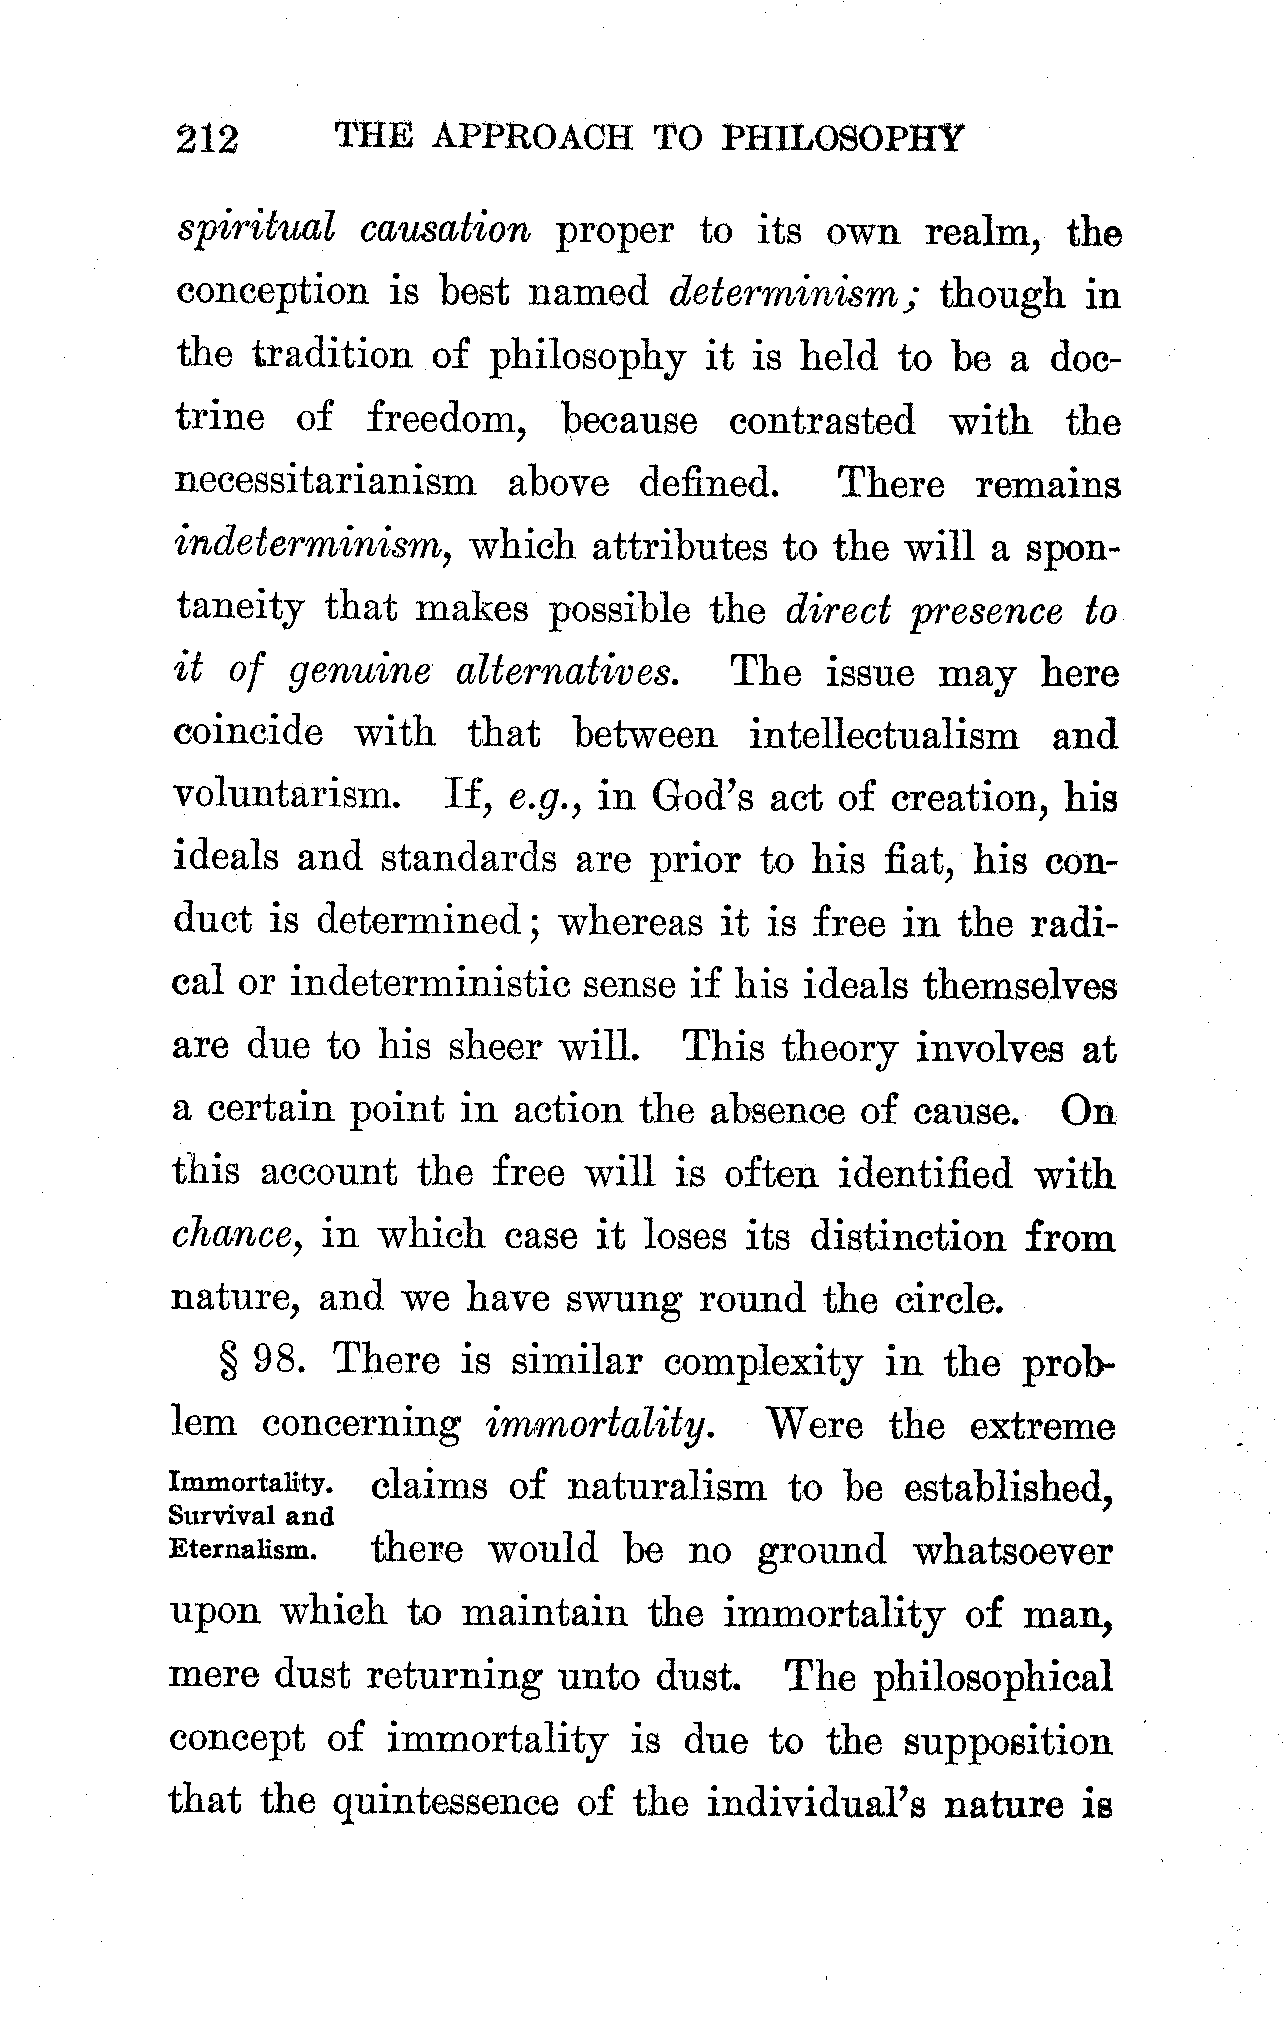 212 THE APPROACH TO PHILOSOPHY
spiritual causation proper to its own realm, the
conception is best named determinism; though in
the tradition of philosophy it is held to be a doc-
trine of freedom, because contrasted with the
necessitarianism above defined. There remains
indeterminism, which attributes to the will a spon-
taneity that makes possible the direct presence to
it of genuine alternatives. The issue may here
coincide with that between intellectualism and
voluntarism. If, e.g., in God's act of creation, his
ideals and standards are prior to his fiat, his con-
duct is determined; whereas it is free in the radi-
cal or indeterministic sense if his ideals themselves
are due to his sheer will. This theory involves at
a certain point in action the absence of cause. On
this account the free will is often identified with
chance, in which case it loses its distinction from
nature, and we have swung round the circle.
§ 98. There is similar complexity in the prob-
lem concerning immortality. Were the extreme
Immortality.
Survival and
Eternalism.
claims of naturalism to be established,
there would be no ground whatsoever
upon which to maintain the immortality of man,
mere dust returning unto dust. The philosophical
concept of immortality is due to the supposition
that the quintessence of the individual's nature is